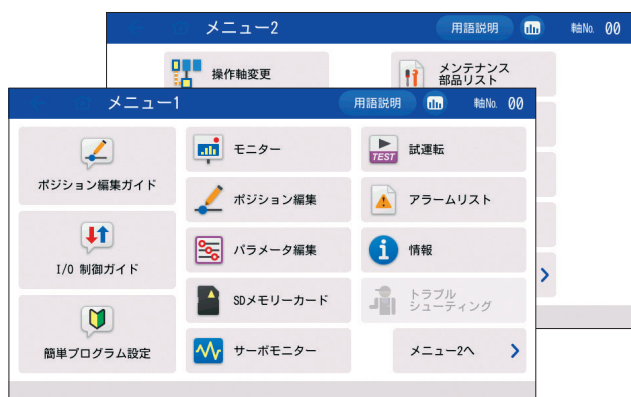 メニュー2
用語説明
軸No. 00
操作軸変更
メンテナンス
部品リスト
メニュー1
用語説明
軸No. 00
ポジション編集ガイド
I/O 制御ガイド
簡単プログラム設定
モニター
ポジション編集
パラメータ編集
SDメモリーカード
サーボモニター
TEST
試運転
アラームリスト
情報
トラブル
シューティング
メニュー2へ